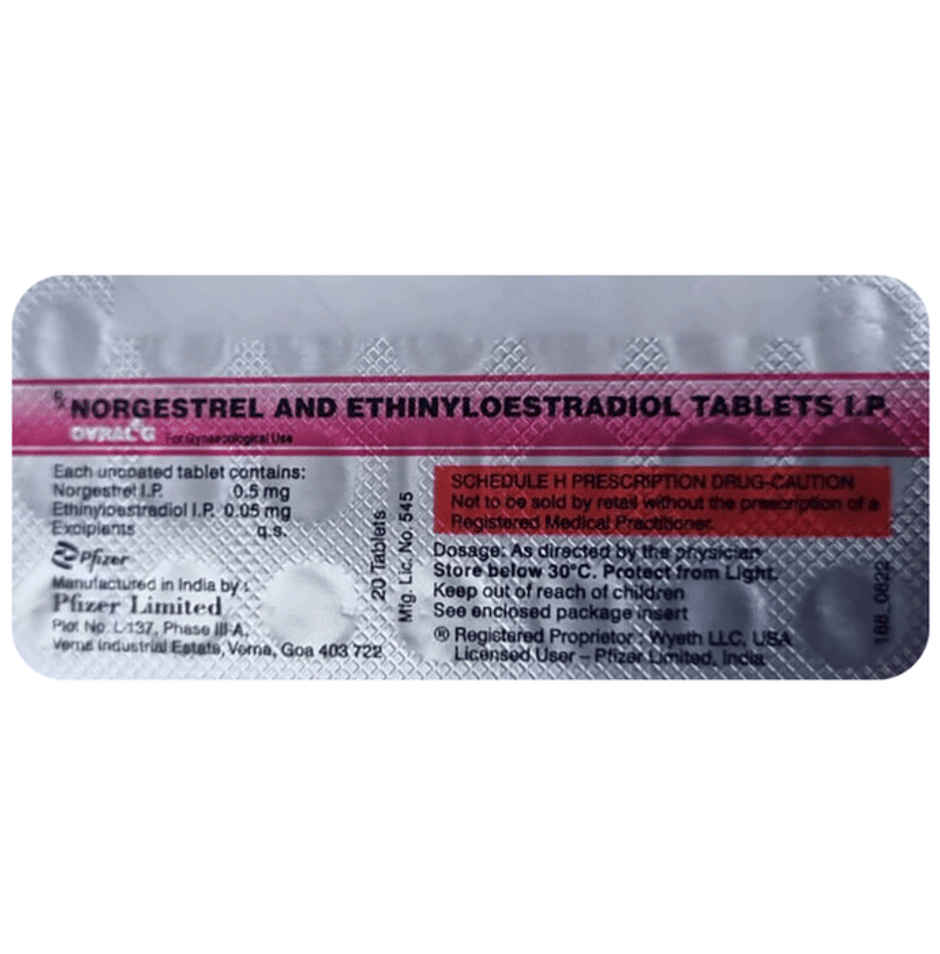 Rx NORGESTREL AND ETHINYLOESTRADIOL TABLETS I.P.
OVRAL G For Gynaecological Use
Each uncoated tablet contains:
Norgestrel I.P. 0.5 mg
Ethinyloestradiol I.P. 0.05 mg
Excipients q.s.
Pfizer
Manufactured in India by :
Pfizer Limited
Plot No. L-137, Phase III-A,
Verna Industrial Estate, Verna, Goa 403 722
20 Tablets
Mfg. Lic. No. 545
SCHEDULE H PRESCRIPTION DRUG-CAUTION
Not to be sold by retail without the prescription of a
Registered Medical Practitioner.
Dosage: As directed by the physician
Store below 30°C. Protect from Light.
Keep out of reach of children
See enclosed package insert
® Registered Proprietor : Wyeth LLC, USA
Licensed User – Pfizer Limited, India